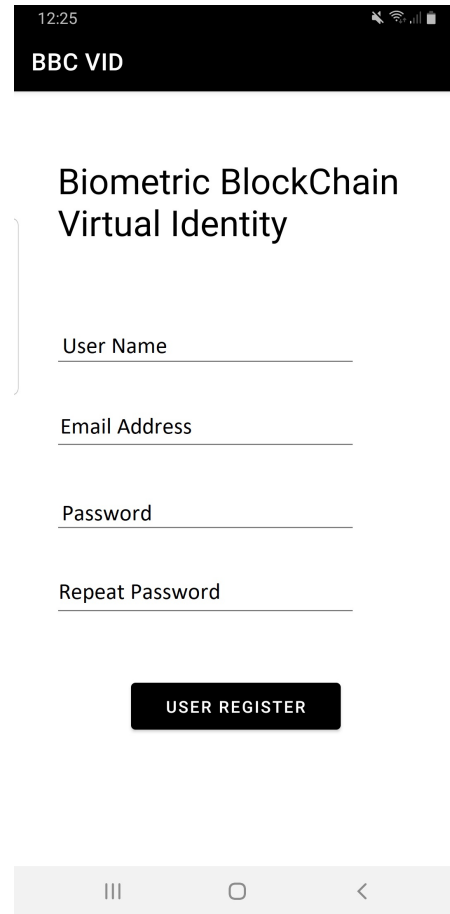 12:25
BBC VID
Biometric BlockChain
Virtual Identity
User Name
Email Address
Password
Repeat Password
USER REGISTER